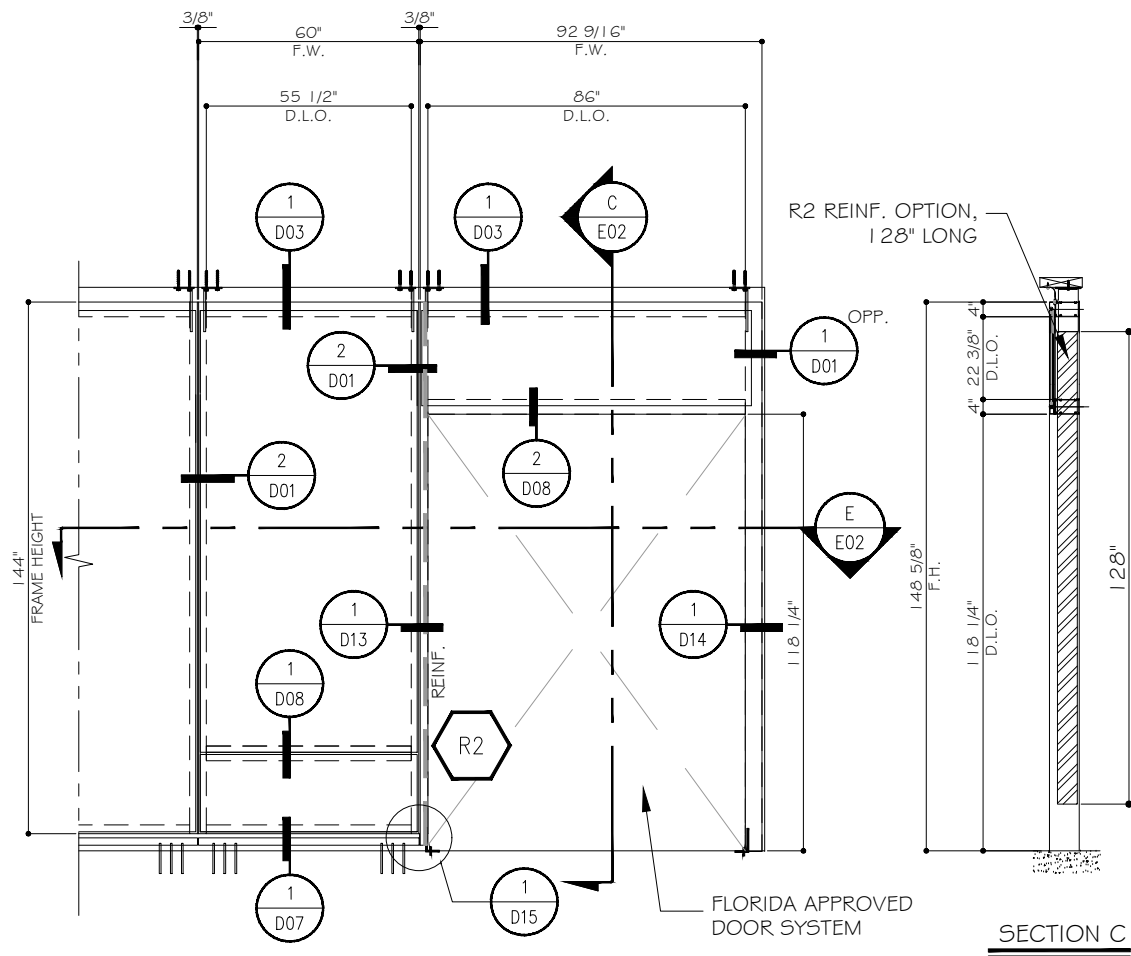 3/8"
3/8"
60"
F.W.
92 9/16"
F.W.
55 1/2"
D.L.O.
86"
D.L.O.
1
D03
1
D03
C
E02
R2 REINF. OPTION,
128" LONG
OPP.
1
D01
2
D01
2
D01
2
D08
4"
22 3/8"
D.L.O.
4"
E
E02
144"
FRAME HEIGHT
148 5/8"
F.H.
128"
1
D13
1
D14
118 1/4"
118 1/4"
D.L.O.
REINF.
1
D08
R2
1
D07
1
D15
FLORIDA APPROVED
DOOR SYSTEM
SECTION C